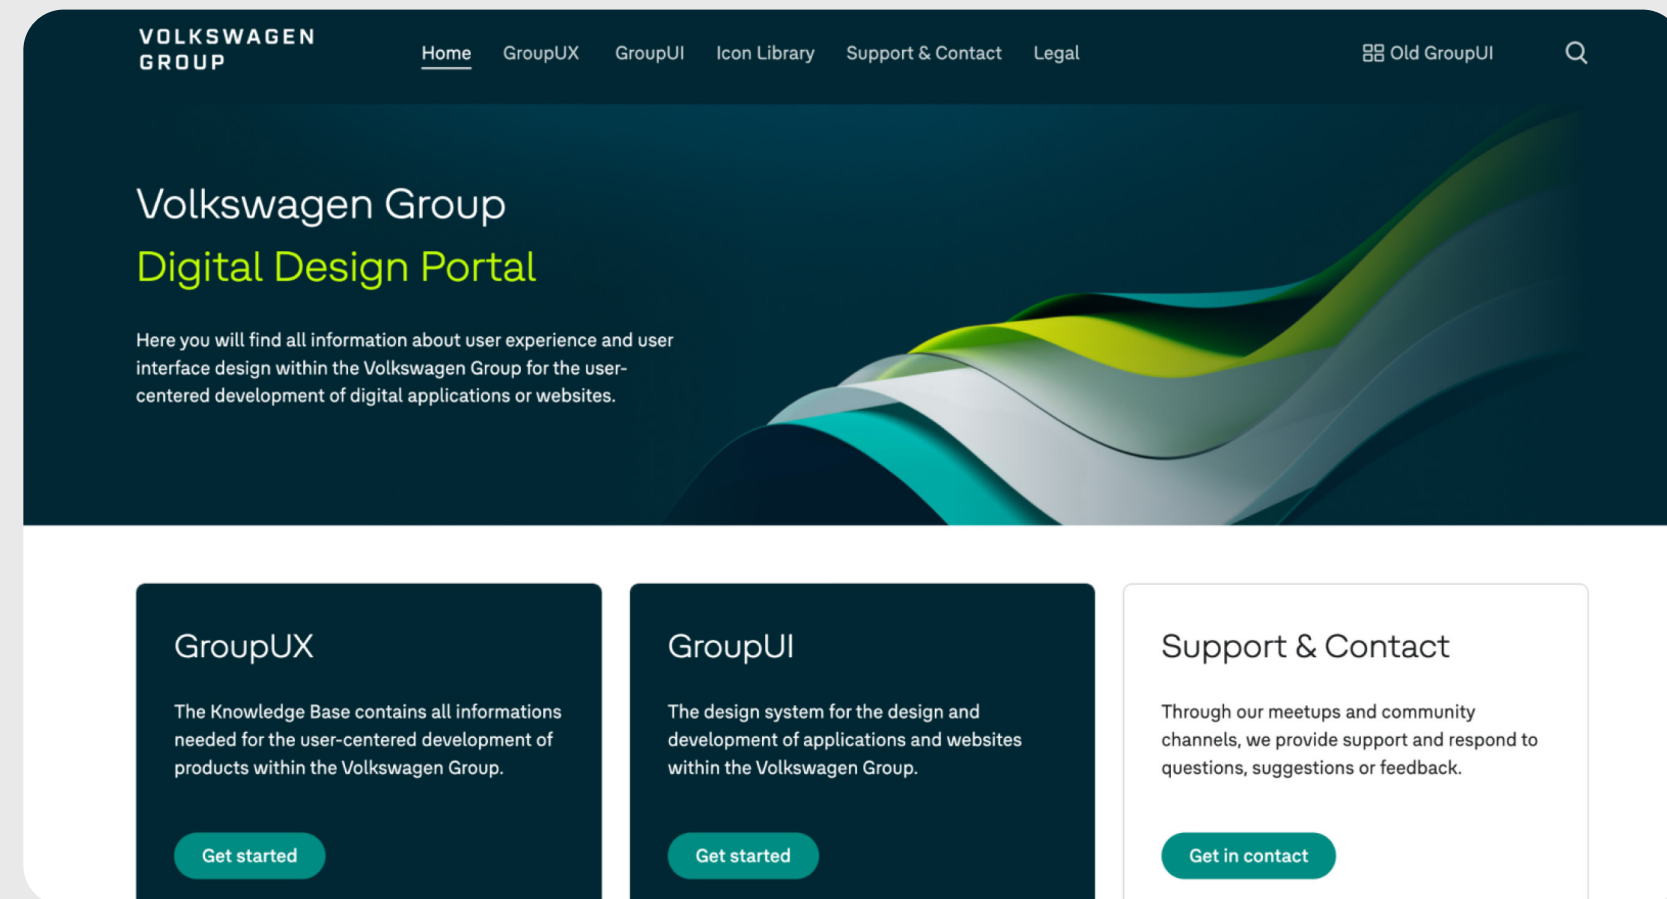 VOLKSWAGEN
GROUP
Home
GroupUX
GroupUI
Icon Library
Support & Contact
Legal
Old GroupUI
Volkswagen Group
Digital Design Portal
Here you will find all information about user experience and user
interface design within the Volkswagen Group for the user-
centered development of digital applications or websites.
GroupUX
The Knowledge Base contains all informations
needed for the user-centered development of
products within the Volkswagen Group.
Get started
GroupUI
The design system for the design and
development of applications and websites
within the Volkswagen Group.
Get started
Support & Contact
Through our meetups and community
channels, we provide support and respond to
questions, suggestions or feedback.
Get in contact